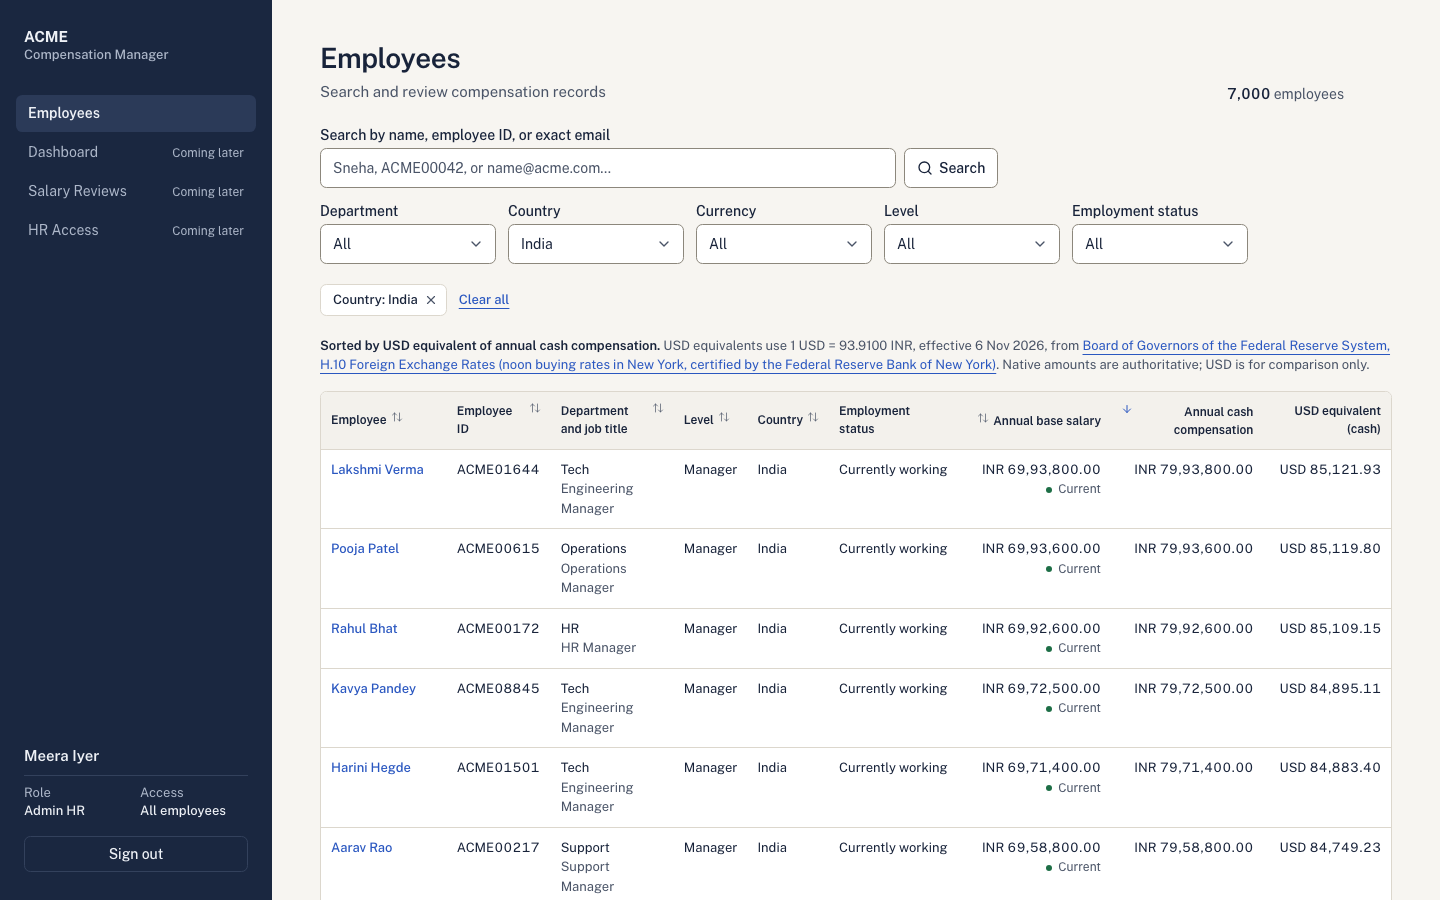 ACME
Compensation Manager
Employees
Dashboard Coming later
Salary Reviews Coming later
HR Access Coming later
Meera Iyer
Role Access
Admin HR All employees
Sign out
Employees
Search and review compensation records
7,000 employees
Search by name, employee ID, or exact email
Sneha, ACME00042, or name@acme.com...
Search
Department Country Currency Level Employment status
All India All All All
Country: India Clear all
Sorted by USD equivalent of annual cash compensation. USD equivalents use 1 USD = 93.9100 INR, effective 6 Nov 2026, from Board of Governors of the Federal Reserve System,
H.10 Foreign Exchange Rates (noon buying rates in New York, certified by the Federal Reserve Bank of New York). Native amounts are authoritative; USD is for comparison only.
Employee Employee ID Department and job title Level Country Employment status Annual base salary Annual cash compensation USD equivalent (cash)
Lakshmi Verma ACME01644 Tech Manager India Currently working INR 69,93,800.00 INR 79,93,800.00 USD 85,121.93
Engineering Current
Manager
Pooja Patel ACME00615 Operations Manager India Currently working INR 69,93,600.00 INR 79,93,600.00 USD 85,119.80
Operations Current
Manager
Rahul Bhat ACME00172 HR Manager India Currently working INR 69,92,600.00 INR 79,92,600.00 USD 85,109.15
HR Manager Current
Kavya Pandey ACME08845 Tech Manager India Currently working INR 69,72,500.00 INR 79,72,500.00 USD 84,895.11
Engineering Current
Manager
Harini Hegde ACME01501 Tech Manager India Currently working INR 69,71,400.00 INR 79,71,400.00 USD 84,883.40
Engineering Current
Manager
Aarav Rao ACME00217 Support Manager India Currently working INR 69,58,800.00 INR 79,58,800.00 USD 84,749.23
Support Current
Manager